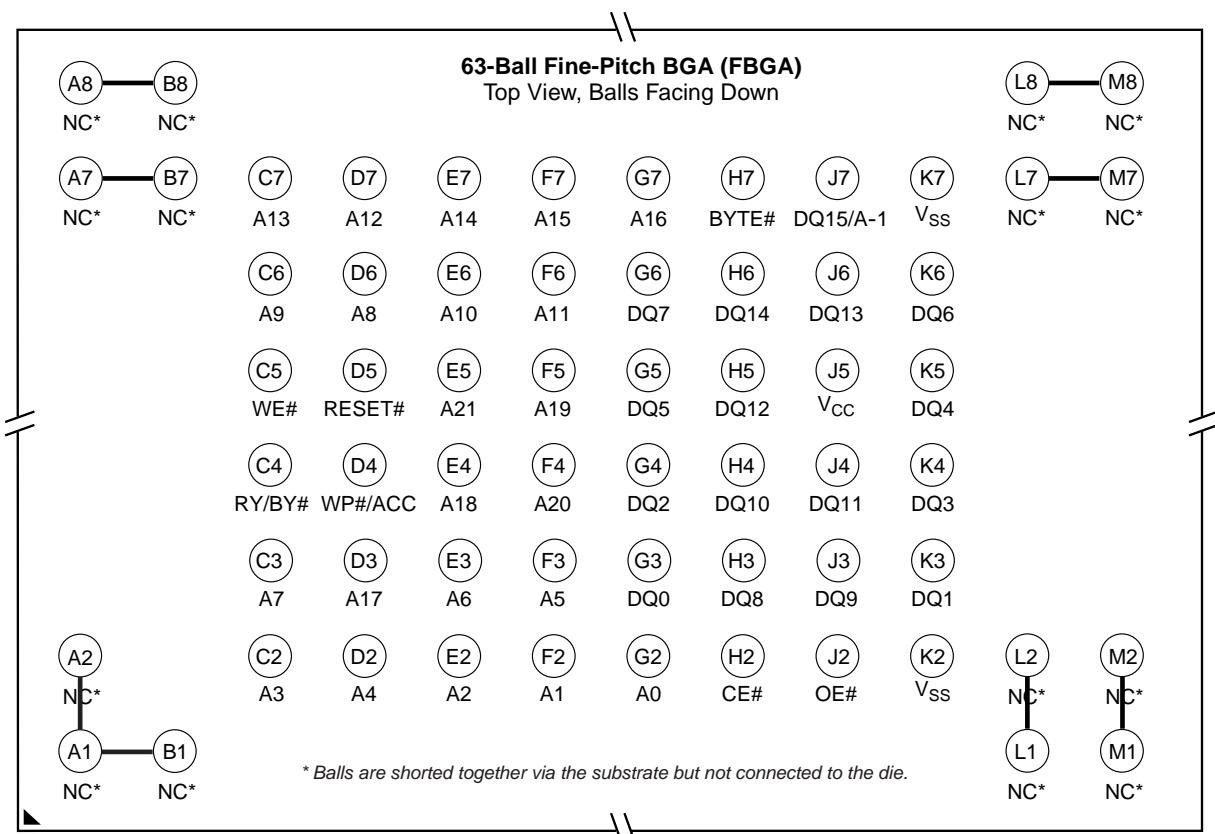 63-Ball Fine-Pitch BGA (FBGA)
Top View, Balls Facing Down
A8 B8 L8 M8
NC* NC* NC* NC*
A7 B7 C7 D7 E7 F7 G7 H7 J7 K7 L7 M7
NC* NC* A13 A12 A14 A15 A16 BYTE# DQ15/A-1 VSS NC* NC*
C6 D6 E6 F6 G6 H6 J6 K6
A9 A8 A10 A11 DQ7 DQ14 DQ13 DQ6
C5 D5 E5 F5 G5 H5 J5 K5
WE# RESET# A21 A19 DQ5 DQ12 VCC DQ4
C4 D4 E4 F4 G4 H4 J4 K4
RY/BY# WP#/ACC A18 A20 DQ2 DQ10 DQ11 DQ3
C3 D3 E3 F3 G3 H3 J3 K3
A7 A17 A6 A5 DQ0 DQ8 DQ9 DQ1
A2 C2 D2 E2 F2 G2 H2 J2 K2 L2 M2
NC* A3 A4 A2 A1 A0 CE# OE# VSS NC* NC*
A1 B1 L1 M1
NC* NC* NC* NC*
* Balls are shorted together via the substrate but not connected to the die.